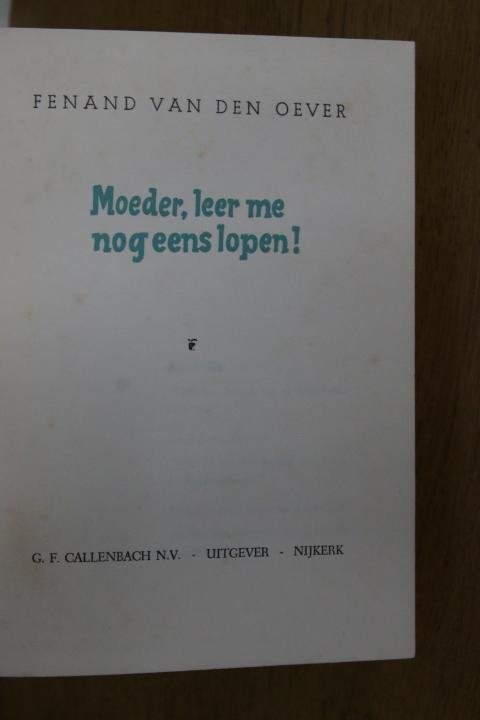 FENAND VAN DEN OEVER
Moeder, leer me
nog eens lopen!
G. F. CALLENBACH N.V. - UITGEVER - NIJKERK